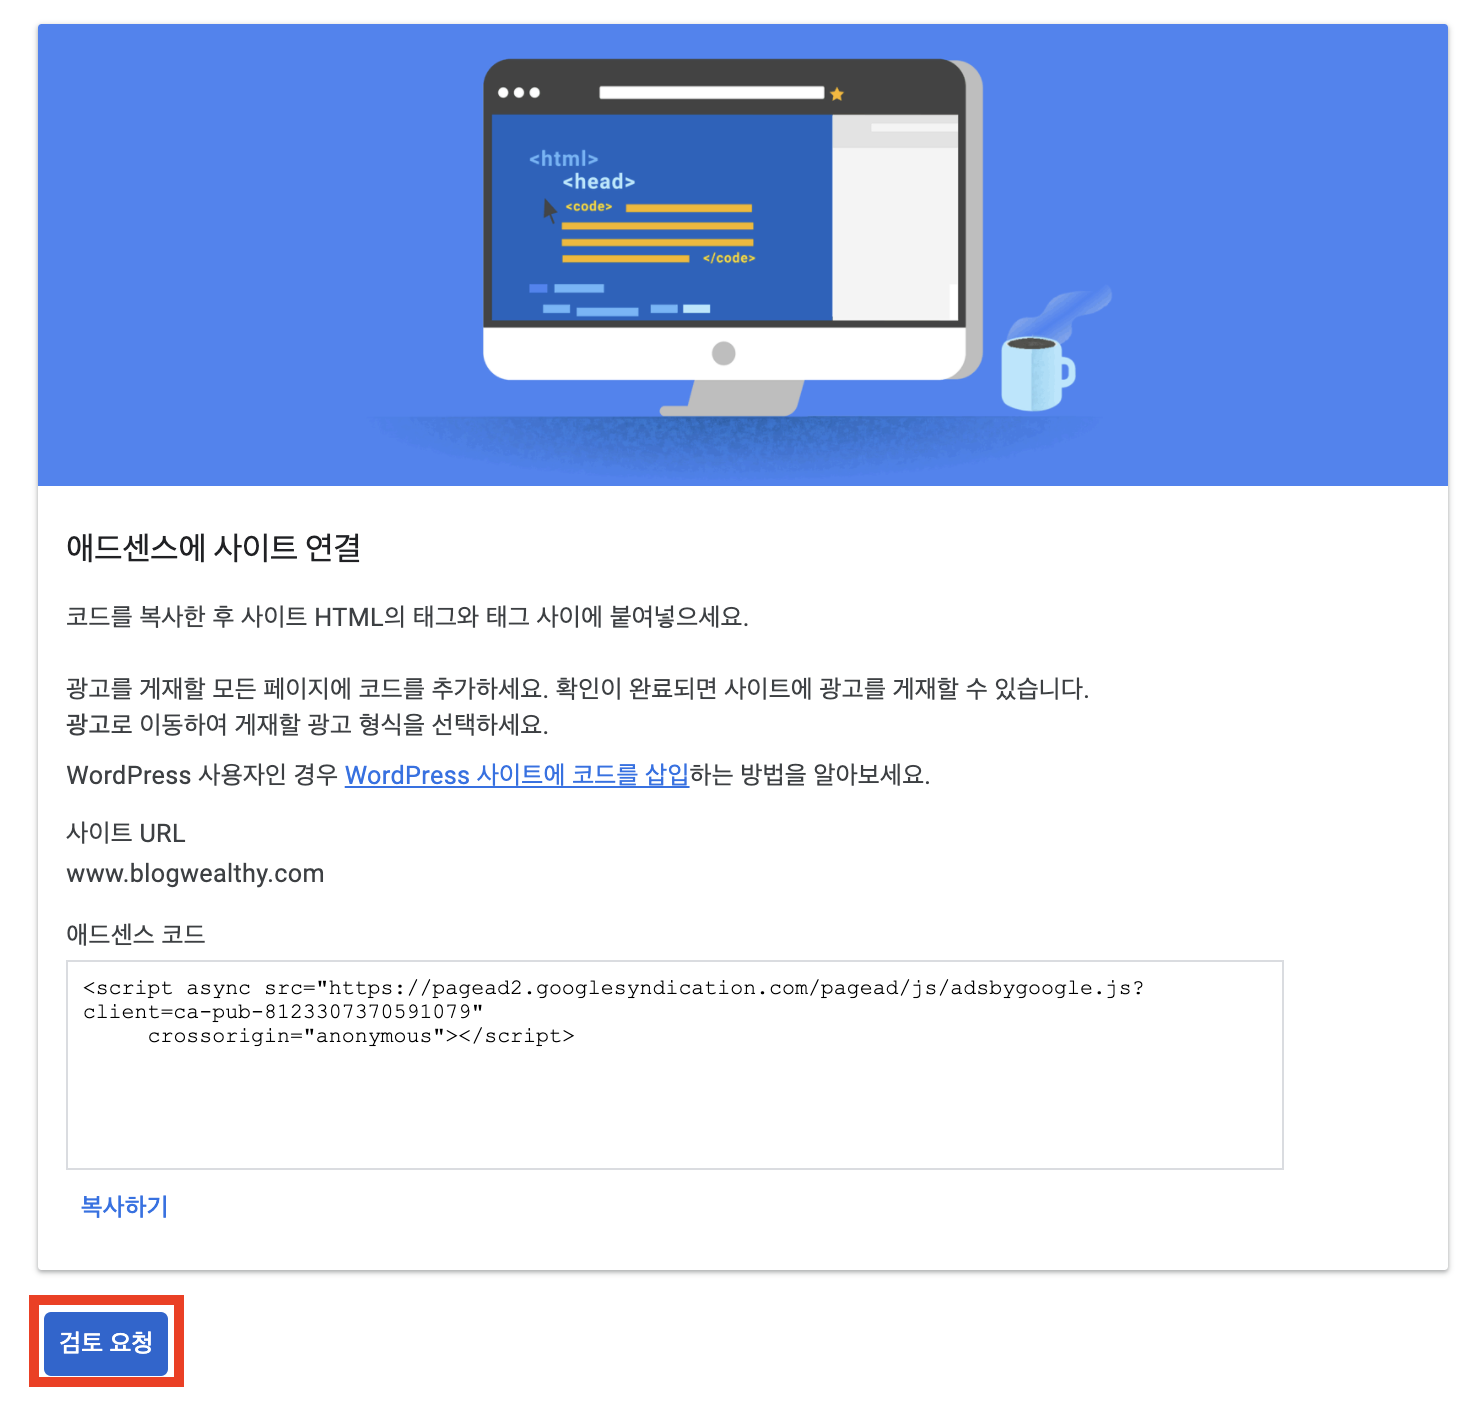 <html>
<head>
<code>
</code>
애드센스에 사이트 연결
코드를 복사한 후 사이트 HTML의 태그와 태그 사이에 붙여넣으세요.
광고를 게재할 모든 페이지에 코드를 추가하세요. 확인이 완료되면 사이트에 광고를 게재할 수 있습니다.
광고로 이동하여 게재할 광고 형식을 선택하세요.
WordPress 사용자인 경우 WordPress 사이트에 코드를 삽입하는 방법을 알아보세요.
사이트 URL
www.blogwealthy.com
애드센스 코드
<script async src="https://pagead2.googlesyndication.com/pagead/js/adsbygoogle.js?
client=ca-pub-8123307370591079"
crossorigin="anonymous"></script>
복사하기
검토 요청